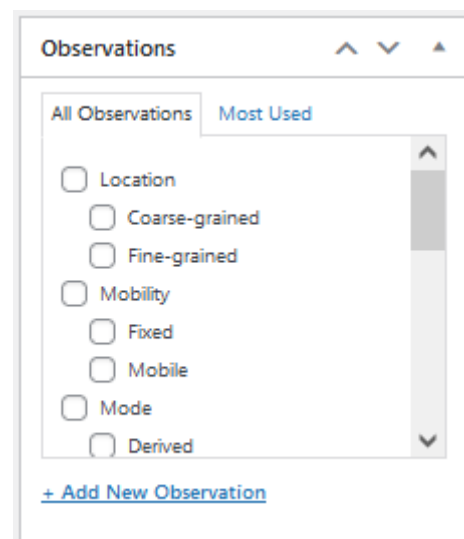 Observations
All Observations Most Used
Location
Coarse-grained
Fine-grained
Mobility
Fixed
Mobile
Mode
Derived
+ Add New Observation